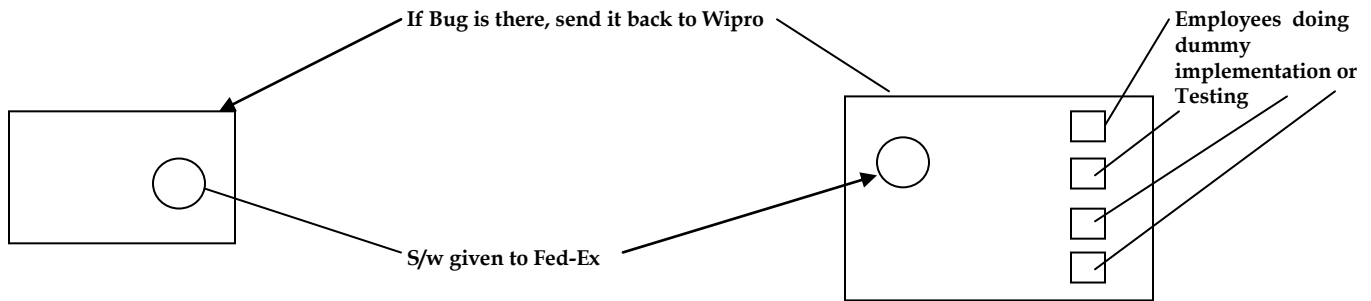 If Bug is there, send it back to Wipro
Employees doing
dummy
implementation or
Testing
S/w given to Fed-Ex